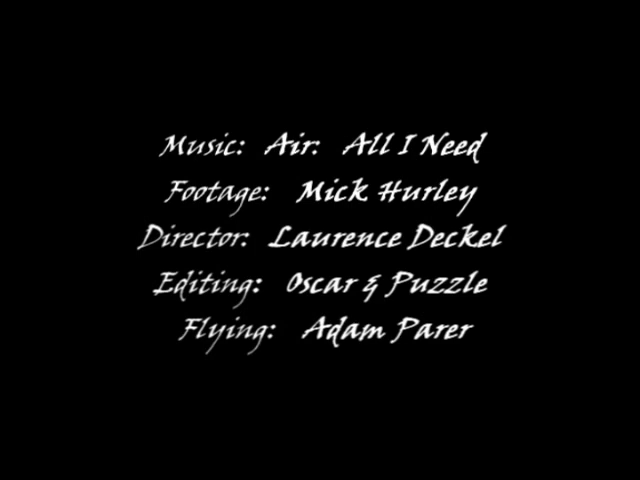 Music: Air: All I Need
Footage: Mick Hurley
Director: Laurence Deckel
Editing: Oscar & Puzzle
Flying: Adam Parer